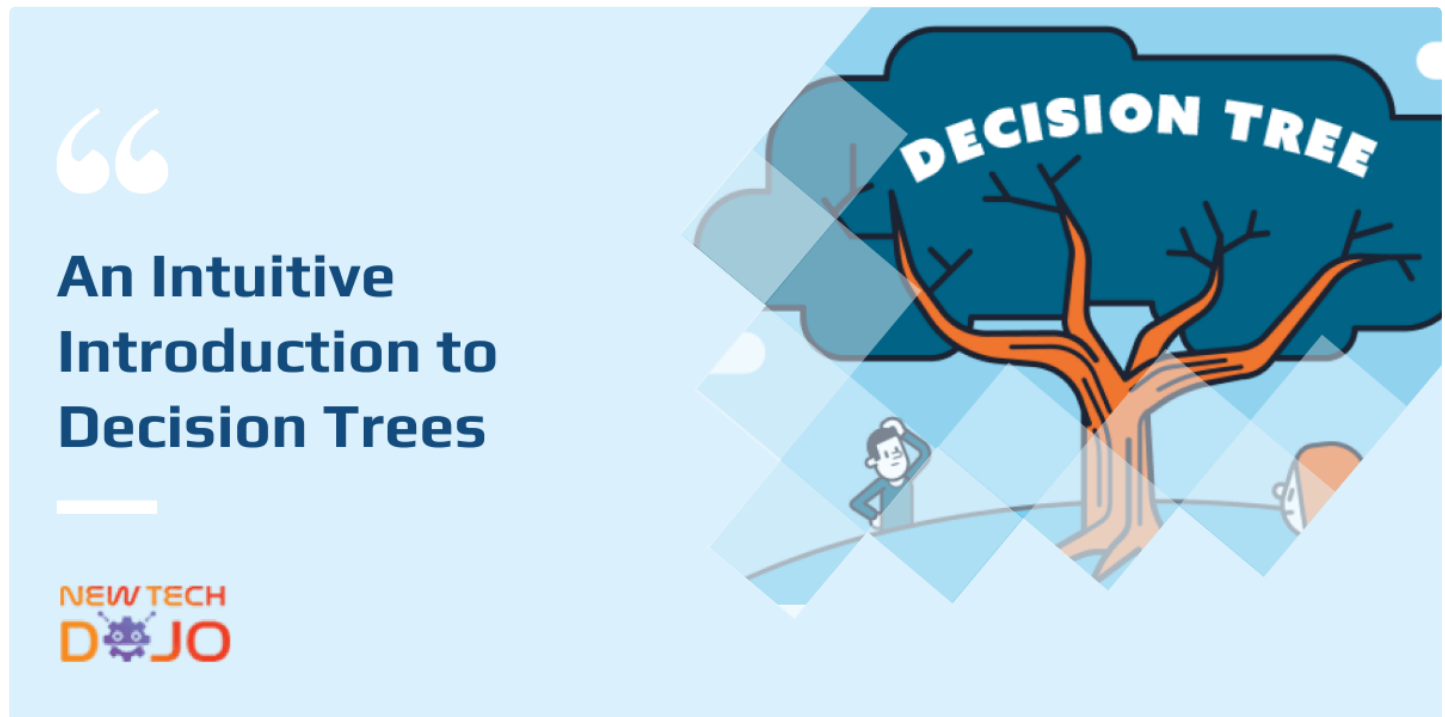 An Intuitive
Introduction to
Decision Trees
NEW TECH
DOJO
DECISION TREE